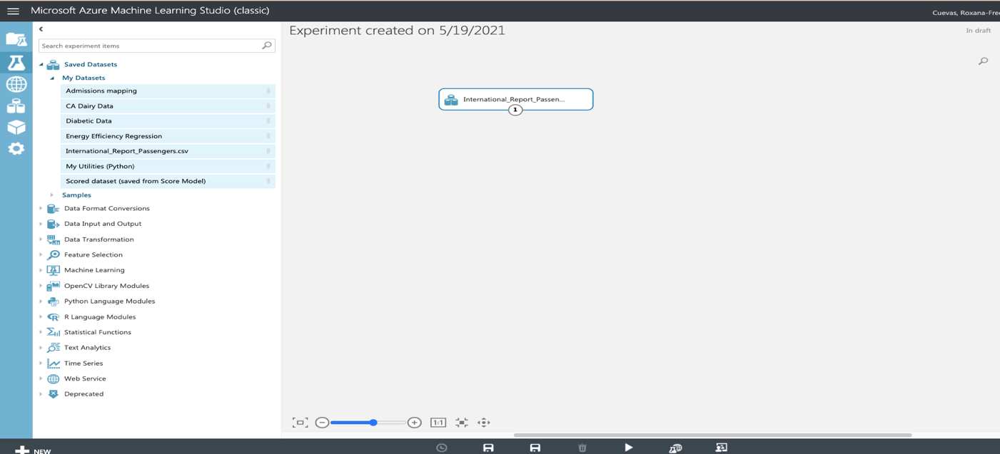 Microsoft Azure Machine Learning Studio (classic)
Cuevas, Roxana-Fre
Experiment created on 5/19/2021
In draft
Search experiment items
Saved Datasets
My Datasets
Admissions mapping
CA Dairy Data
Diabetic Data
Energy Efficiency Regression
International_Report_Passengers.csv
My Utilities (Python)
Scored dataset (saved from Score Model)
Samples
Data Format Conversions
Data Input and Output
Data Transformation
Feature Selection
Machine Learning
OpenCV Library Modules
Python Language Modules
R Language Modules
Statistical Functions
Text Analytics
Time Series
Web Service
Deprecated
International_Report_Passen...
1
1:1
NEW